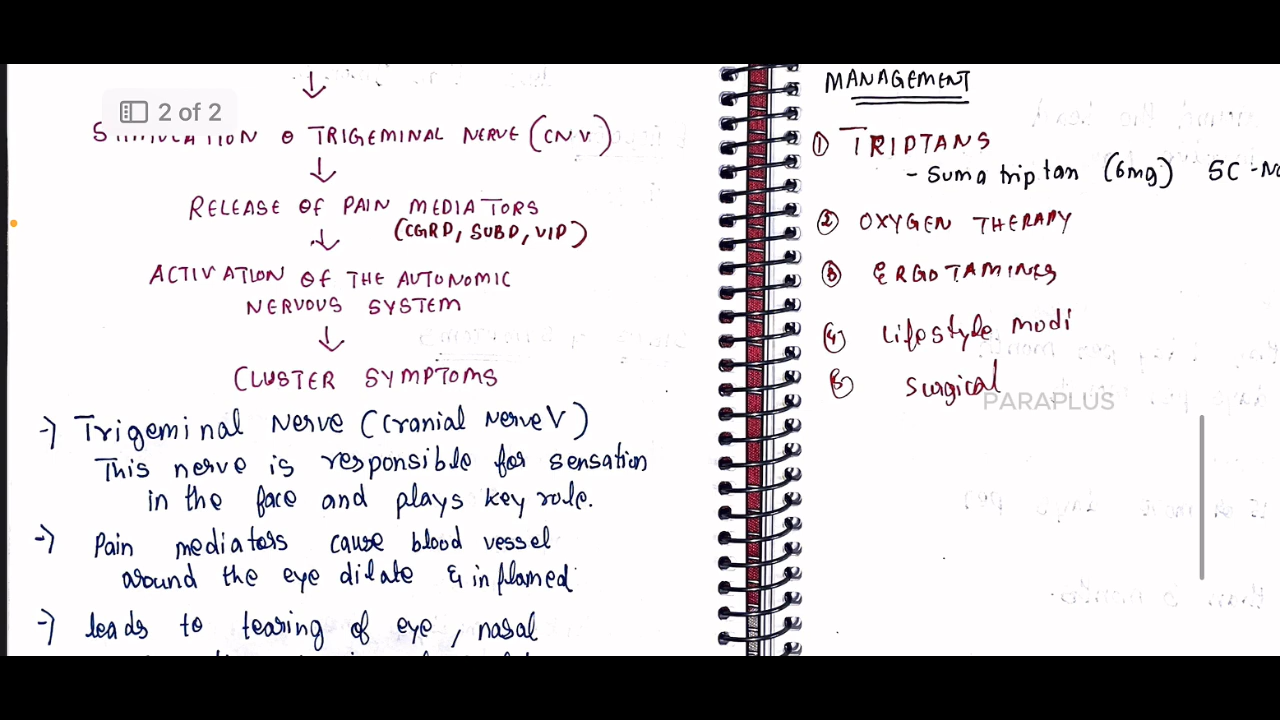 2 of 2
TRIGEMINAL NERVE (CN V)
RELEASE OF PAIN MEDIATORS
(CGRP, SUBP, VIP)
ACTIVATION OF THE AUTONOMIC
NERVOUS SYSTEM
CLUSTER SYMPTOMS
→ Trigeminal Nerve (Cranial Nerve V)
This nerve is responsible for sensation
in the face and plays key role.
→ Pain mediators cause blood vessel
around the eye dilate & inflamed
→ leads to tearing of eye, nasal
MANAGEMENT
① TRIPTANS
- Sumatriptan (6mg) SC -
② OXYGEN THERAPY
③ ERGOTAMINES
④ Lifestyle modi
⑤ Surgical
PARAPLUS